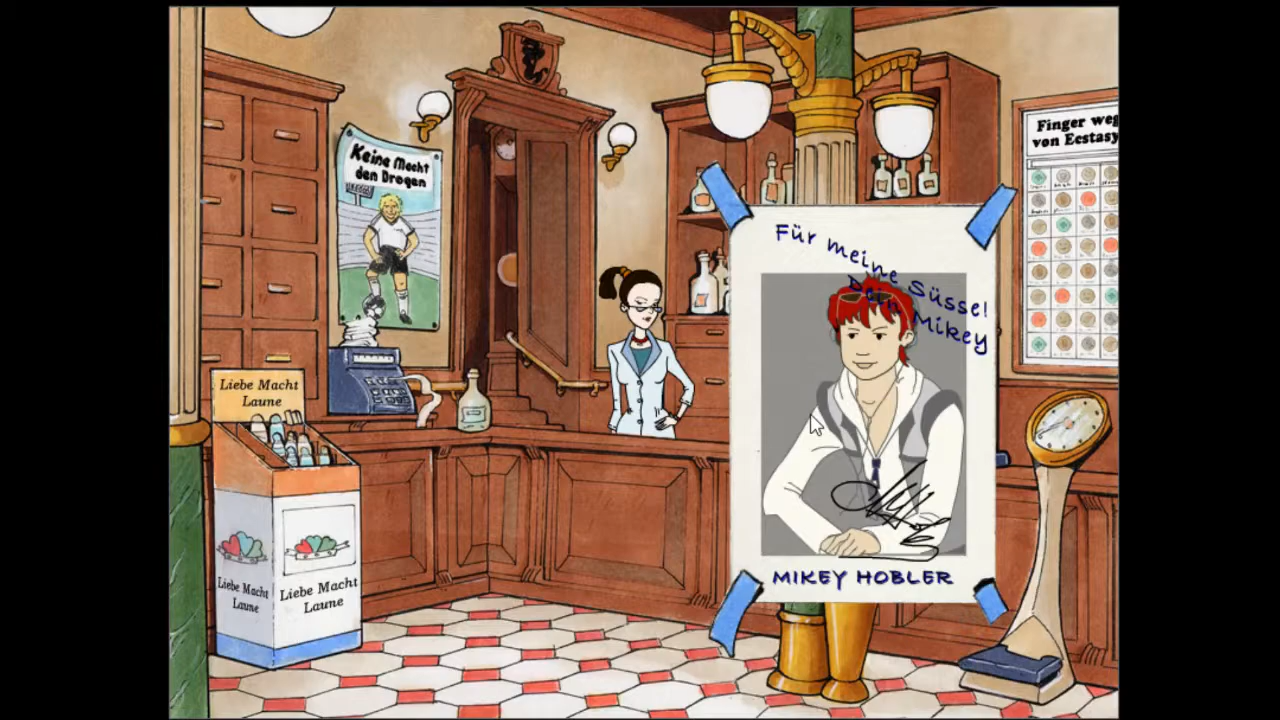 Keine Macht
den Drogen
Finger weg
von Ecstasy
Für meine Süsse!
Dein Mikey
MIKEY HOBLER
Liebe Macht
Laune
Liebe Macht
Laune
Liebe Macht
Laune